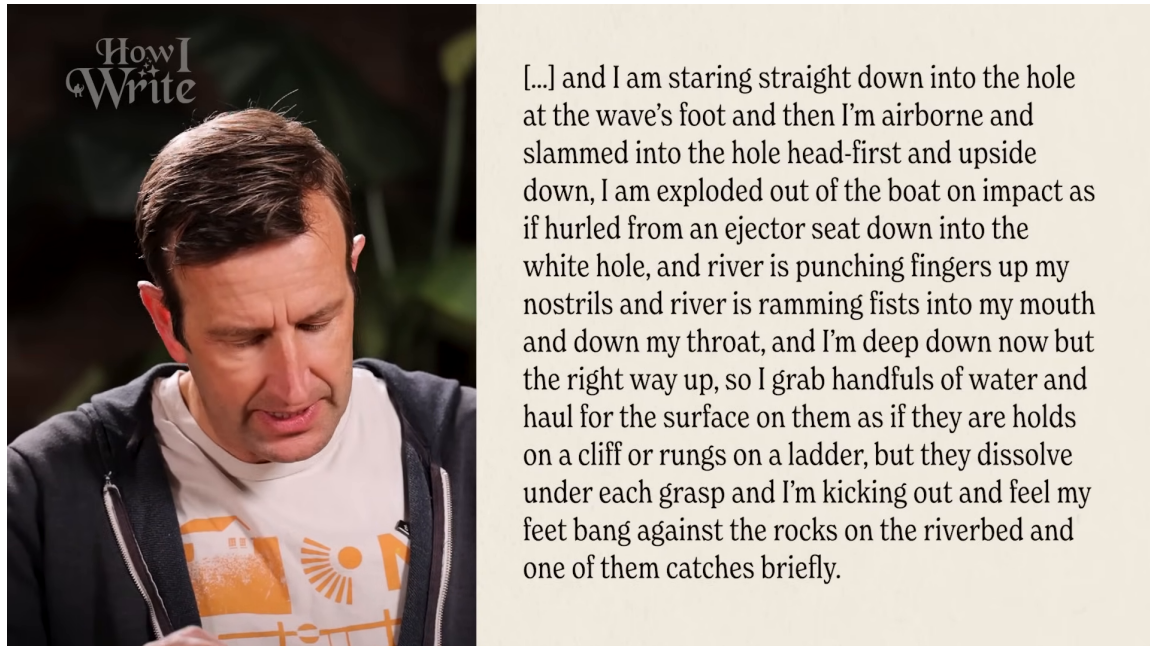 How I
Write
[...] and I am staring straight down into the hole
at the wave’s foot and then I’m airborne and
slammed into the hole head-first and upside
down, I am exploded out of the boat on impact as
if hurled from an ejector seat down into the
white hole, and river is punching fingers up my
nostrils and river is ramming fists into my mouth
and down my throat, and I’m deep down now but
the right way up, so I grab handfuls of water and
haul for the surface on them as if they are holds
on a cliff or rungs on a ladder, but they dissolve
under each grasp and I’m kicking out and feel my
feet bang against the rocks on the riverbed and
one of them catches briefly.